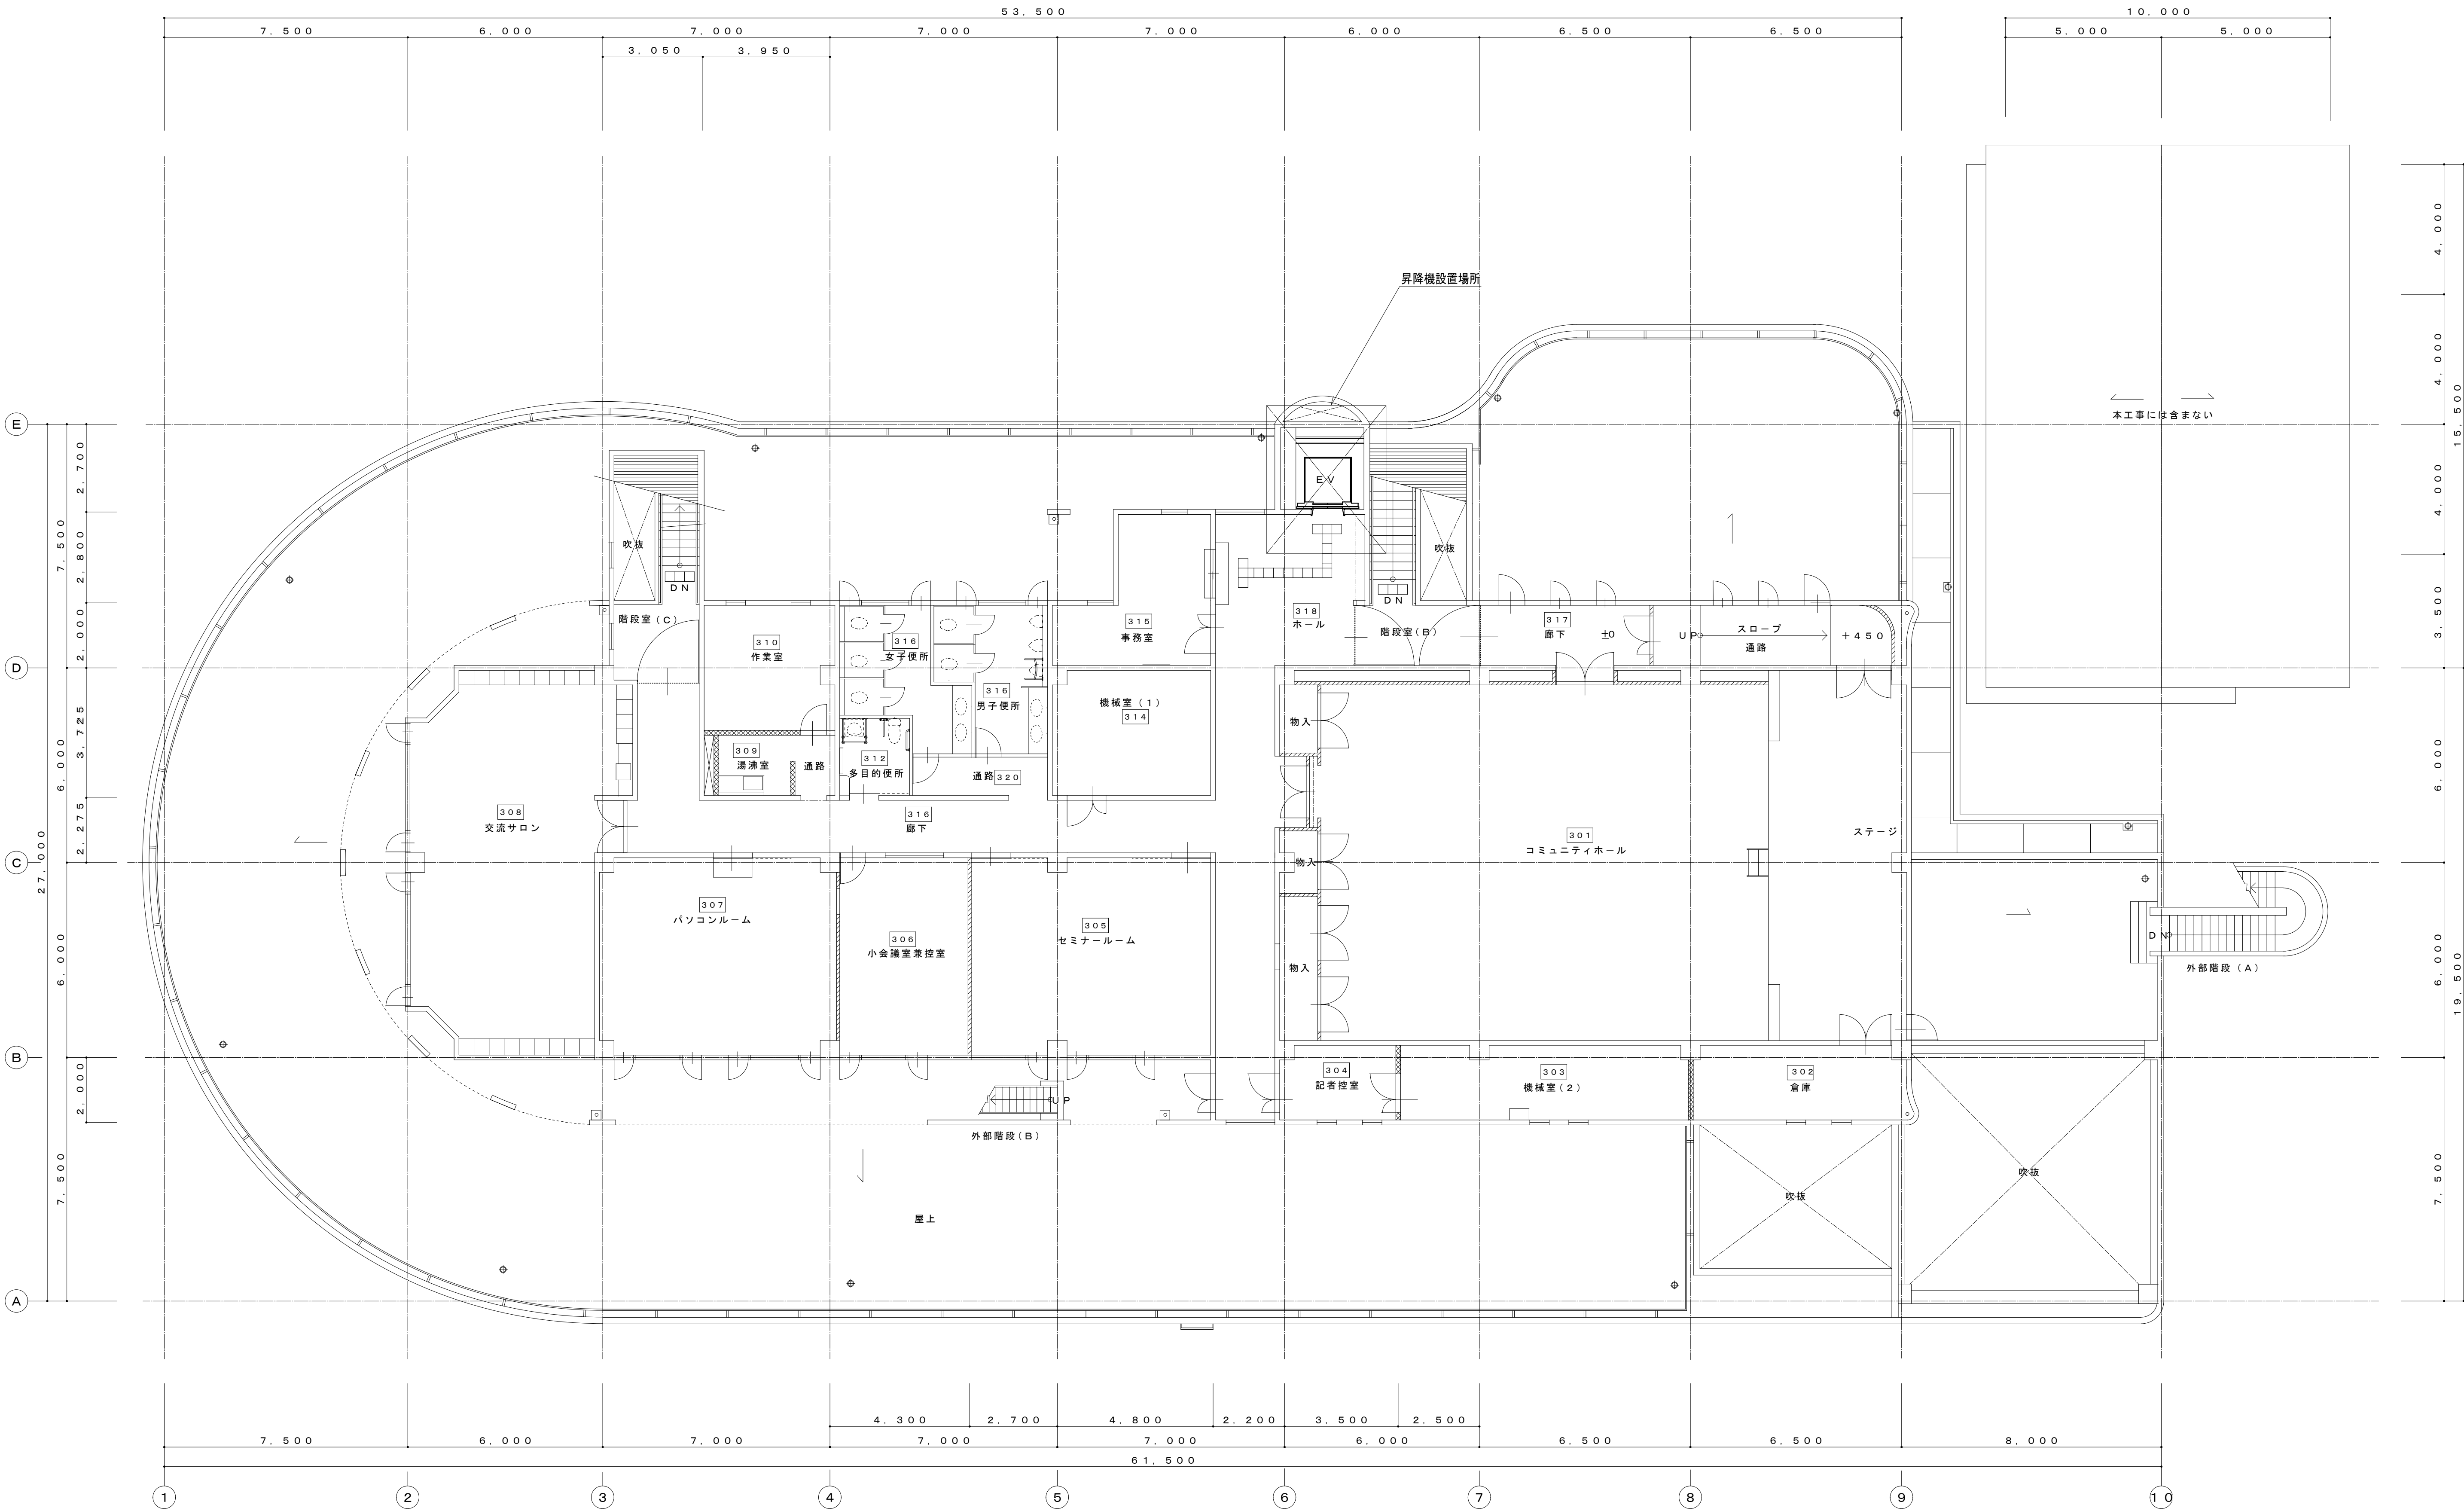 53,500
10,000
7,500
6,000
7,000
7,000
7,000
6,000
6,500
6,500
5,000
5,000
3,050
3,950
4,000
4,000
4,000
3,500
15,500
6,000
6,000
7,500
19,500
昇降機設置場所
本工事には含まない
E
D
C
B
A
2,700
2,800
2,000
3,725
2,275
2,000
7,500
6,000
6,000
7,500
27,000
EV
吹抜
DN
階段室(C)
吹抜
DN
階段室(B)
310
作業室
316
女子便所
316
男子便所
315
事務室
318
ホール
317
廊下
±0
UP
スロープ
通路
+450
機械室(1)
314
309
湯沸室
通路
312
多目的便所
通路
320
316
廊下
308
交流サロン
物入
物入
物入
301
コミュニティホール
ステージ
307
パソコンルーム
306
小会議室兼控室
305
セミナールーム
DN
外部階段(A)
304
記者控室
303
機械室(2)
302
倉庫
UP
外部階段(B)
吹抜
吹抜
屋上
4,300
2,700
4,800
2,200
3,500
2,500
7,500
6,000
7,000
7,000
7,000
6,000
6,500
6,500
8,000
61,500
1
2
3
4
5
6
7
8
9
10